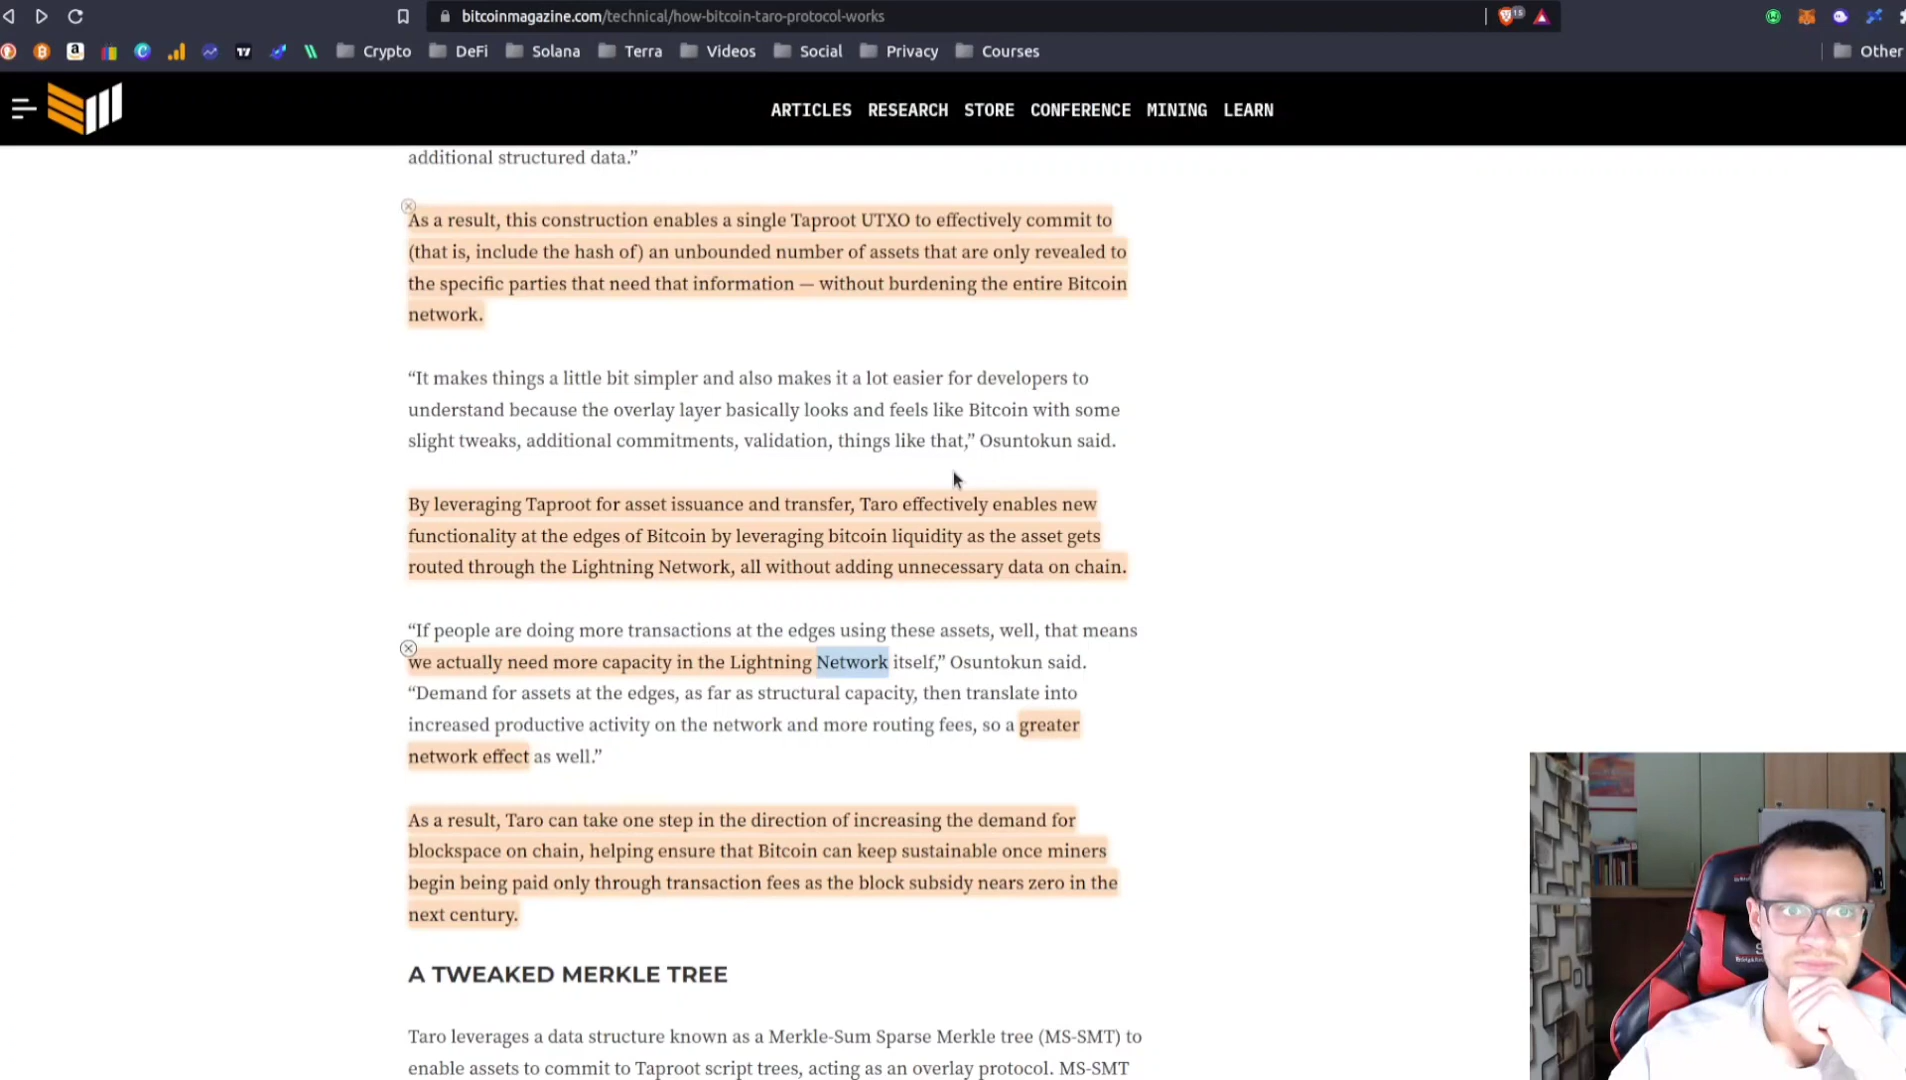 bitcoinmagazine.com/technical/how-bitcoin-taro-protocol-works
15
Crypto DeFi Solana Terra Videos Social Privacy Courses Other
ARTICLES RESEARCH STORE CONFERENCE MINING LEARN
additional structured data.”
As a result, this construction enables a single Taproot UTXO to effectively commit to
(that is, include the hash of) an unbounded number of assets that are only revealed to
the specific parties that need that information — without burdening the entire Bitcoin
network.
“It makes things a little bit simpler and also makes it a lot easier for developers to
understand because the overlay layer basically looks and feels like Bitcoin with some
slight tweaks, additional commitments, validation, things like that,” Osuntokun said.
By leveraging Taproot for asset issuance and transfer, Taro effectively enables new
functionality at the edges of Bitcoin by leveraging bitcoin liquidity as the asset gets
routed through the Lightning Network, all without adding unnecessary data on chain.
“If people are doing more transactions at the edges using these assets, well, that means
we actually need more capacity in the Lightning Network itself,” Osuntokun said.
“Demand for assets at the edges, as far as structural capacity, then translate into
increased productive activity on the network and more routing fees, so a greater
network effect as well.”
As a result, Taro can take one step in the direction of increasing the demand for
blockspace on chain, helping ensure that Bitcoin can keep sustainable once miners
begin being paid only through transaction fees as the block subsidy nears zero in the
next century.
A TWEAKED MERKLE TREE
Taro leverages a data structure known as a Merkle-Sum Sparse Merkle tree (MS-SMT) to
enable assets to commit to Taproot script trees, acting as an overlay protocol. MS-SMT